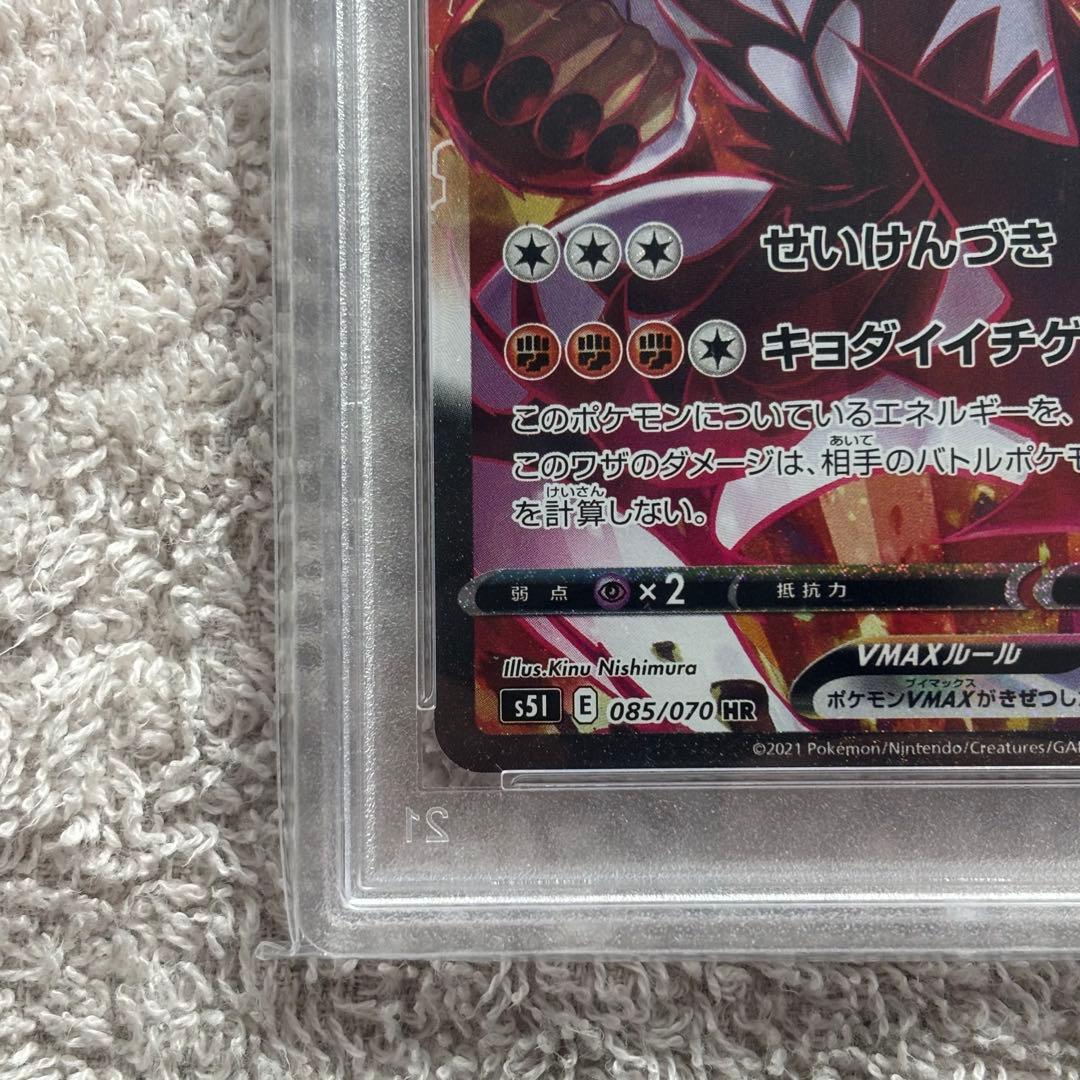 せいけんづき
キョダイイチゲ
このポケモンについているエネルギーを、
あいて
このワザのダメージは、相手のバトルポケモ
けいさん
を計算しない。
弱点 ×2 抵抗力
Illus.Kinu Nishimura
VMAXルール
ブイマックス
s5I E 085/070 HR ポケモンVMAXがきぜつし
©2021 Pokémon/Nintendo/Creatures/GA
21